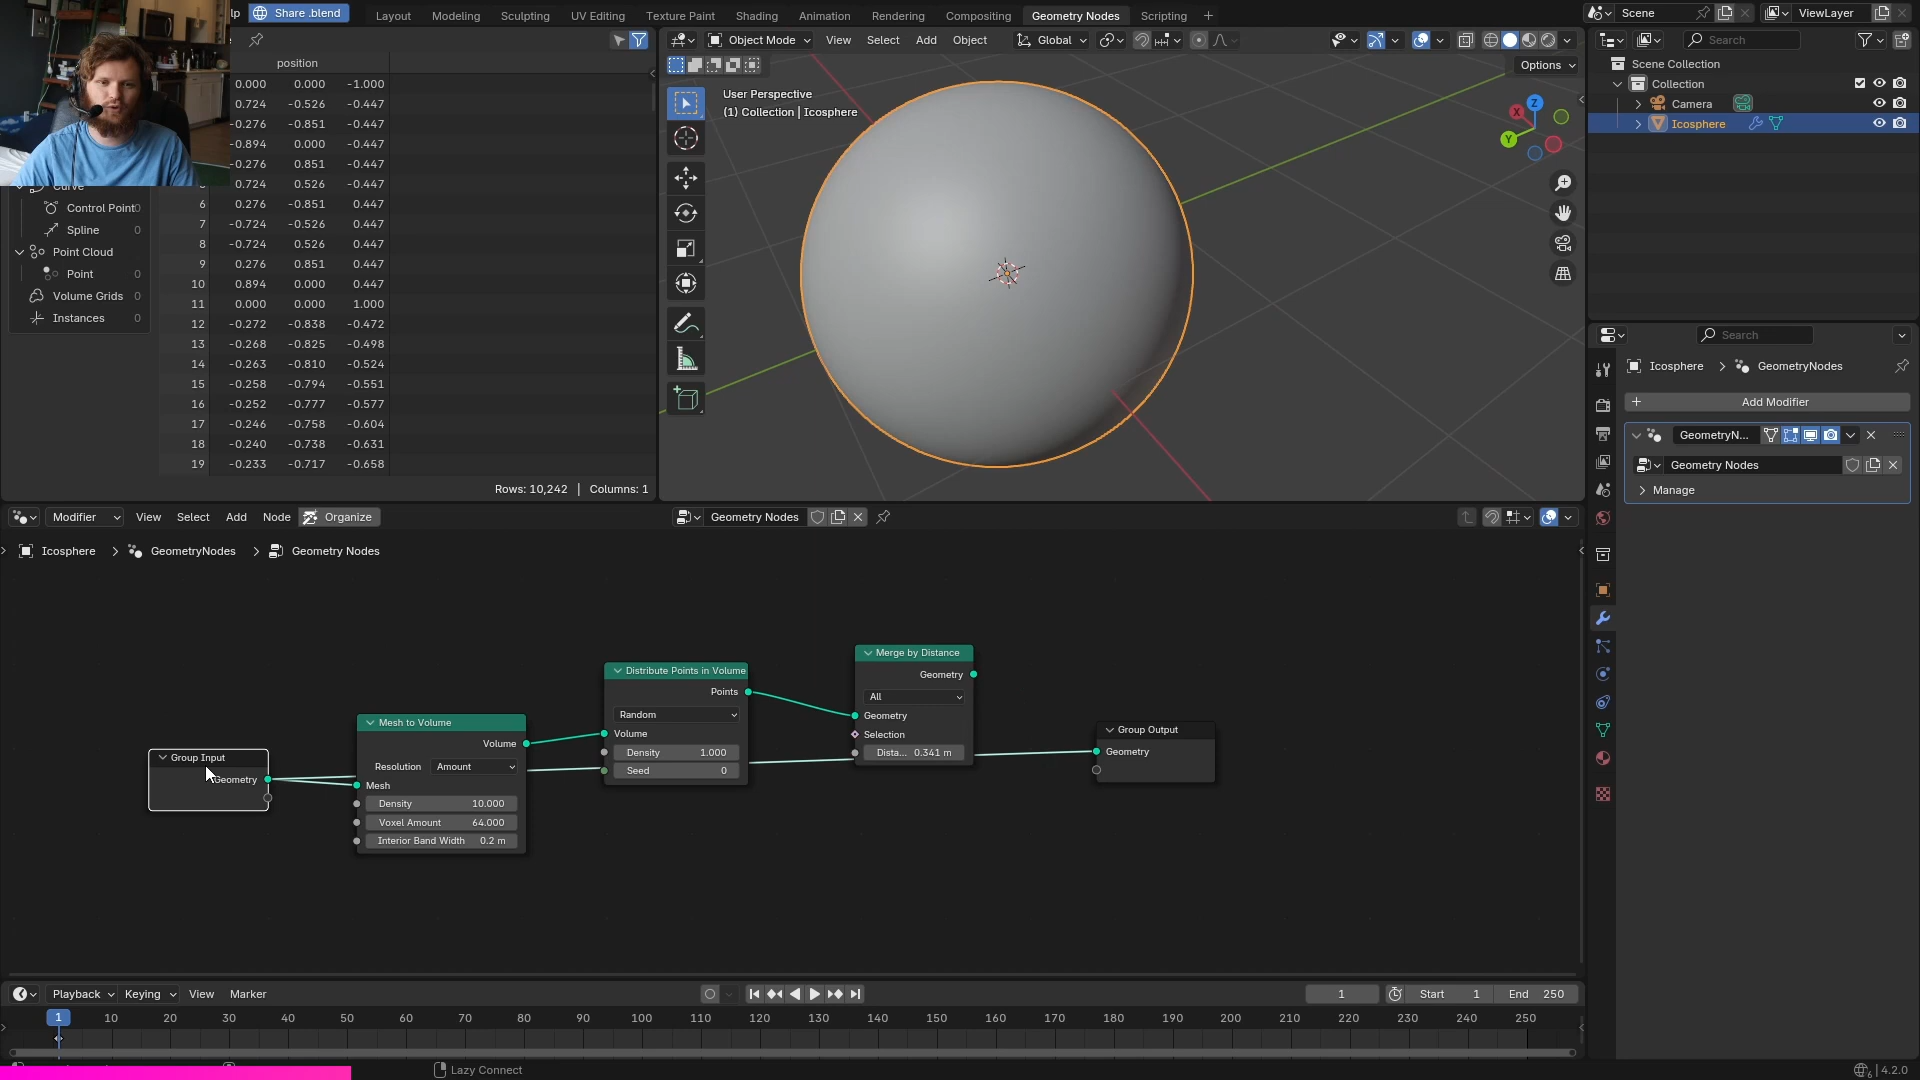 lp Share .blend Layout Modeling Sculpting UV Editing Texture Paint Shading Animation Rendering Compositing Geometry Nodes Scripting + Scene ViewLayer
Object Mode View Select Add Object Global Search
position Options Scene Collection
0.000 0.000 -1.000 Collection
0.724 -0.526 -0.447 User Perspective Camera
-0.276 -0.851 -0.447 (1) Collection | Icosphere Icosphere
-0.894 0.000 -0.447
-0.276 0.851 -0.447
0.724 0.526 -0.447
Control Point 0 6 0.276 -0.851 0.447
Spline 0 7 -0.724 -0.526 0.447
8 -0.724 0.526 0.447
Point Cloud 9 0.276 0.851 0.447
Point 0 10 0.894 0.000 0.447
Volume Grids 0 11 0.000 0.000 1.000
Instances 0 12 -0.272 -0.838 -0.472
13 -0.268 -0.825 -0.498
14 -0.263 -0.810 -0.524
15 -0.258 -0.794 -0.551
16 -0.252 -0.777 -0.577
17 -0.246 -0.758 -0.604
18 -0.240 -0.738 -0.631
19 -0.233 -0.717 -0.658
Rows: 10,242 | Columns: 1
Z
Y
Search
Icosphere > GeometryNodes
+ Add Modifier
GeometryN...
Geometry Nodes
Manage
Modifier View Select Add Node Organize Geometry Nodes
Icosphere > GeometryNodes > Geometry Nodes
Group Input
Geometry
Mesh to Volume
Volume
Resolution Amount
Mesh
Density 10.000
Voxel Amount 64.000
Interior Band Width 0.2 m
Distribute Points in Volume
Points
Random
Volume
Density 1.000
Seed 0
Merge by Distance
Geometry
All
Geometry
Selection
Dista... 0.341 m
Group Output
Geometry
Playback Keying View Marker 1 Start 1 End 250
1 10 20 30 40 50 60 70 80 90 100 110 120 130 140 150 160 170 180 190 200 210 220 230 240 250
Lazy Connect 4.2.0